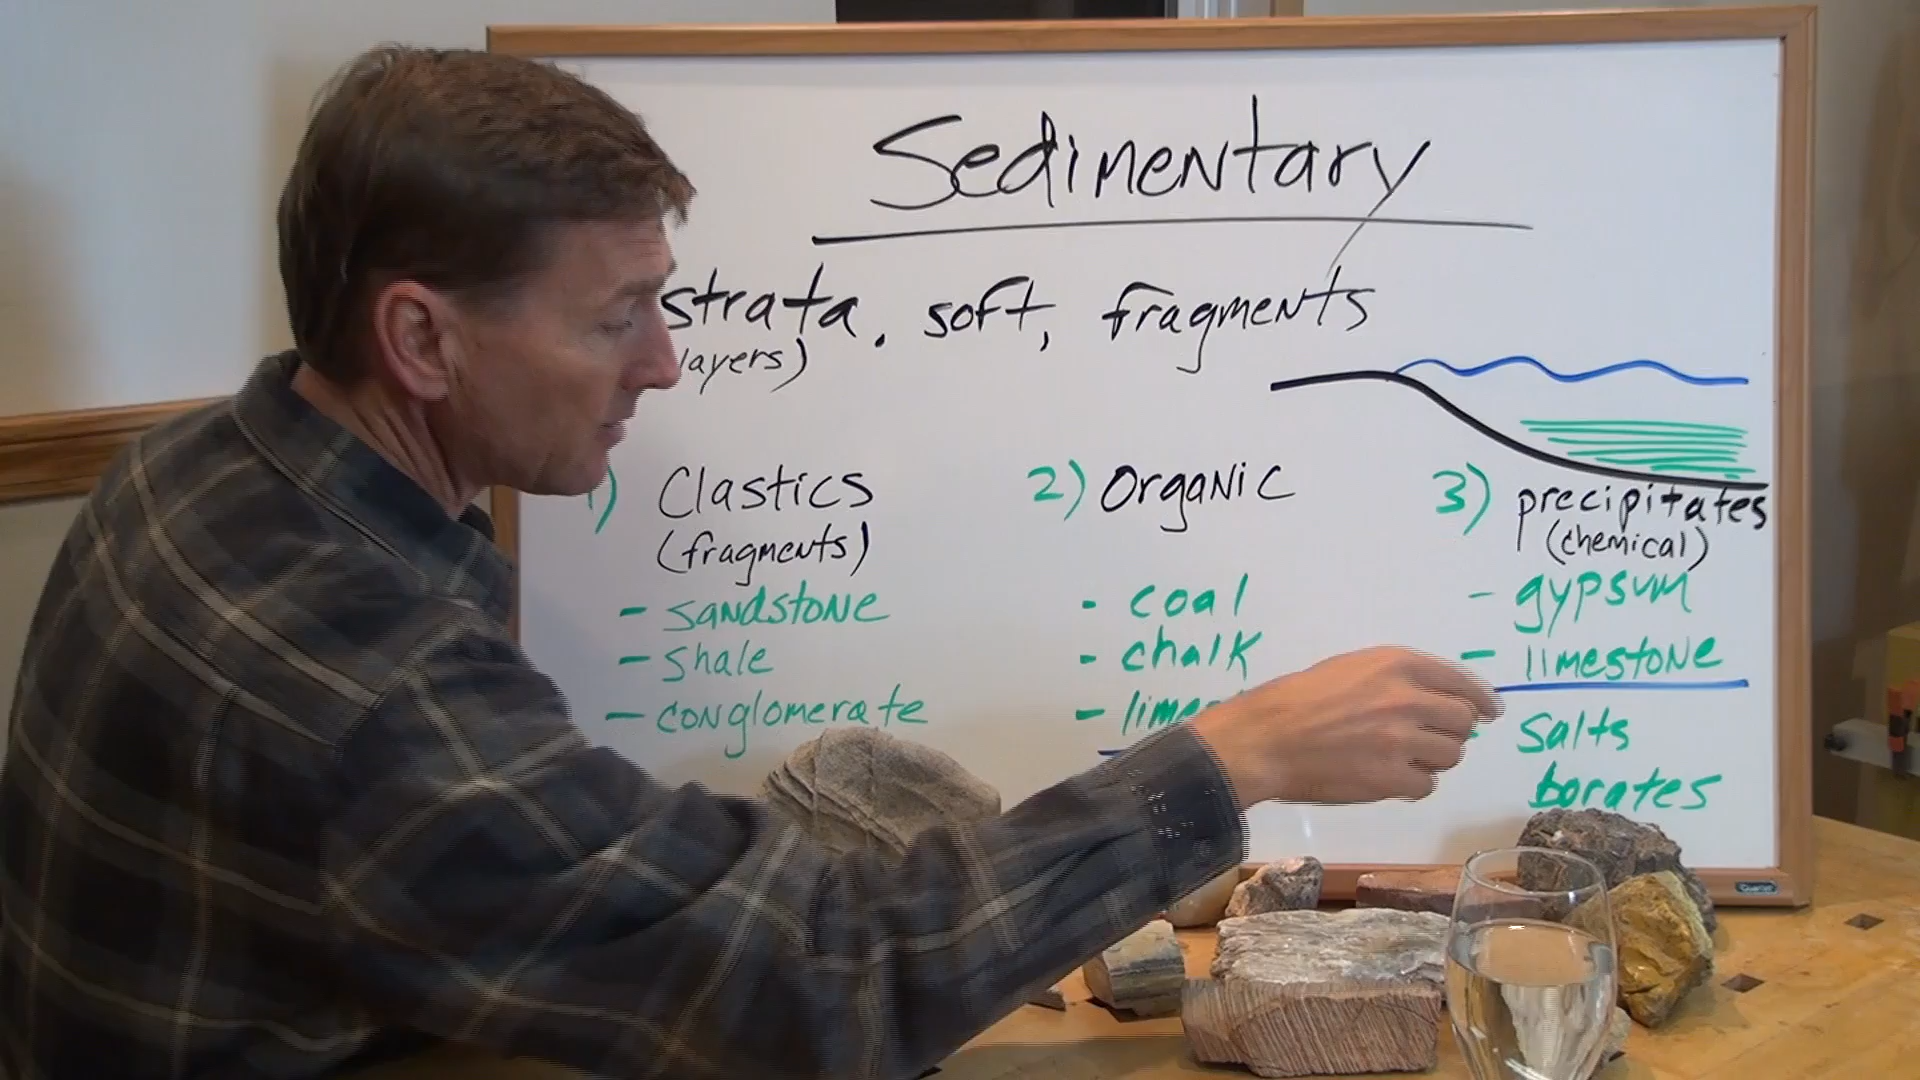 Sedimentary
strata. soft, fragments
layers)
1) Clastics
(fragments)
- sandstone
- shale
- conglomerate
2) Organic
- coal
- chalk
3) precipitates
(chemical)
- gypsum
- limestone
- salts
borates